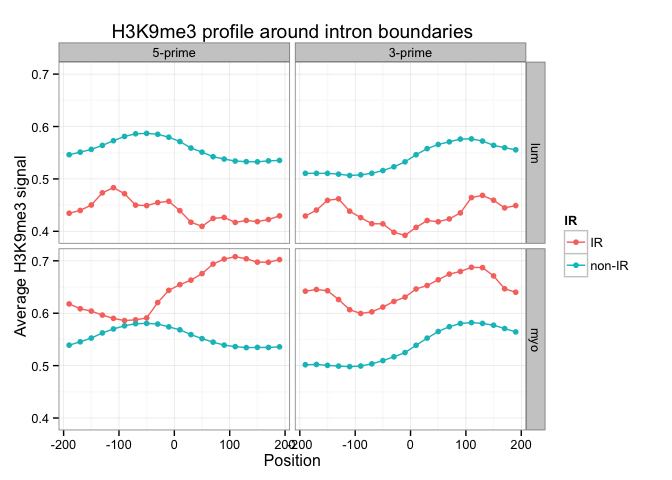 H3K9me3 profile around intron boundaries
5-prime
3-prime
0.7
0.6
0.5
0.4
lum
Average H3K9me3 signal
IR
IR
non-IR
0.7
0.6
0.5
0.4
myo
-200 -100 0 100 200
-200 -100 0 100 200
Position